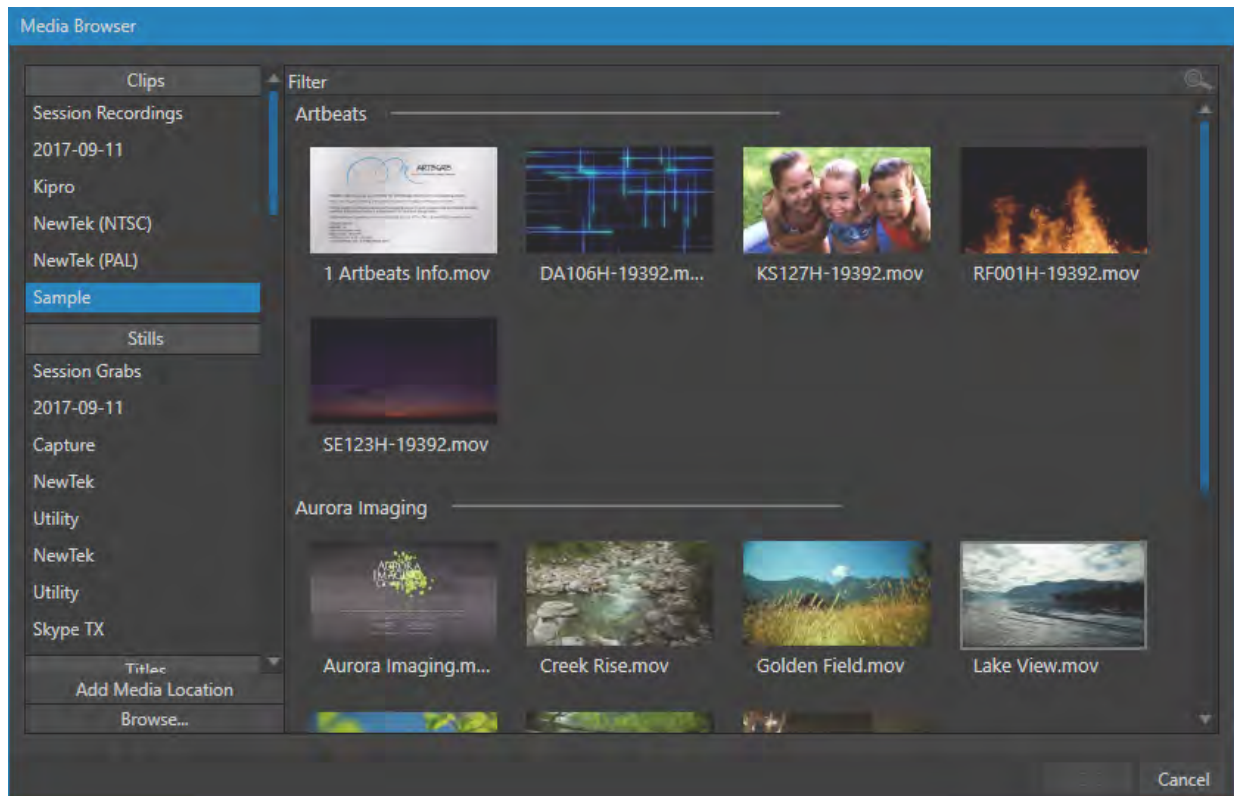 Media Browser
Clips
Session Recordings
2017-09-11
Kipro
NewTek (NTSC)
NewTek (PAL)
Sample
Stills
Session Grabs
2017-09-11
Capture
NewTek
Utility
NewTek
Utility
Skype TX
Titles
Add Media Location
Browse...
Filter
Artbeats
ARTBEATS
1 Artbeats Info.mov
DA106H-19392.m...
KS127H-19392.mov
RF001H-19392.mov
SE123H-19392.mov
Aurora Imaging
AURORA
IMAGING
Aurora Imaging.m...
Creek Rise.mov
Golden Field.mov
Lake View.mov
Cancel